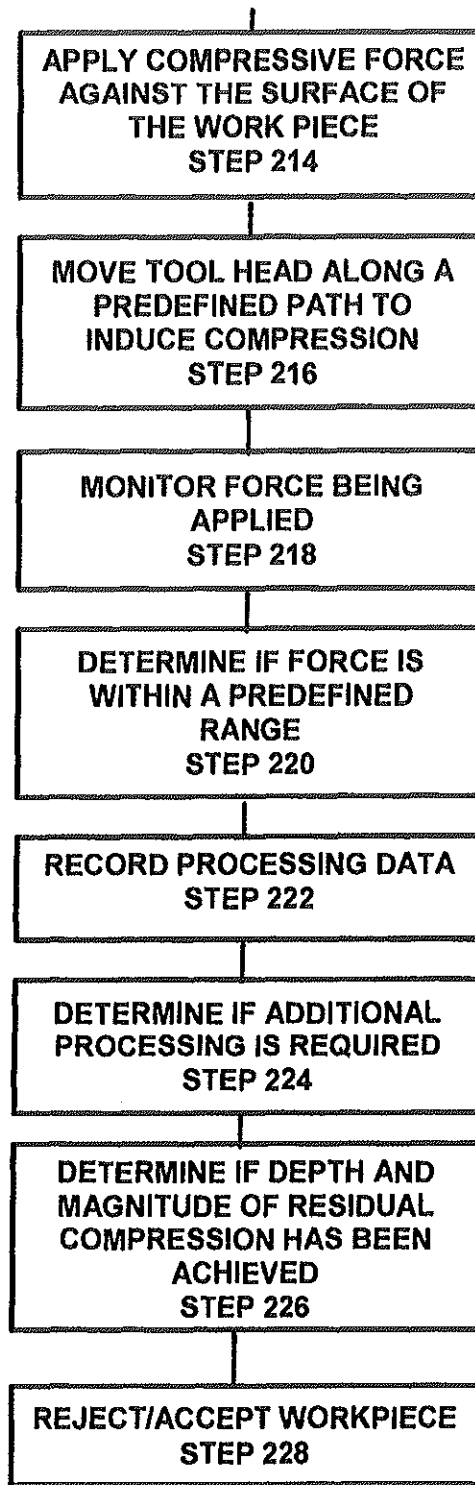 APPLY COMPRESSIVE FORCE
AGAINST THE SURFACE OF
THE WORK PIECE
STEP 214
MOVE TOOL HEAD ALONG A
PREDEFINED PATH TO
INDUCE COMPRESSION
STEP 216
MONITOR FORCE BEING
APPLIED
STEP 218
DETERMINE IF FORCE IS
WITHIN A PREDEFINED
RANGE
STEP 220
RECORD PROCESSING DATA
STEP 222
DETERMINE IF ADDITIONAL
PROCESSING IS REQUIRED
STEP 224
DETERMINE IF DEPTH AND
MAGNITUDE OF RESIDUAL
COMPRESSION HAS BEEN
ACHIEVED
STEP 226
REJECT/ACCEPT WORKPIECE
STEP 228